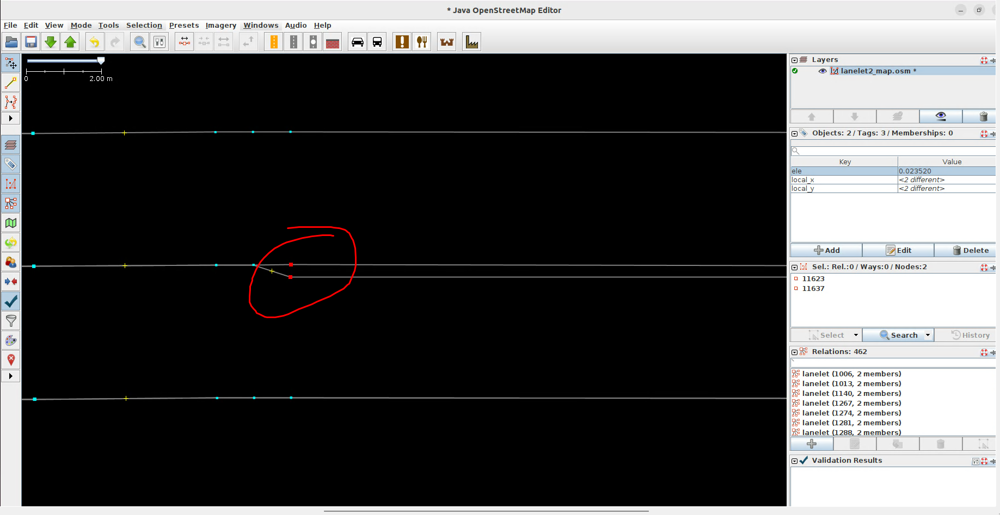 * Java OpenStreetMap Editor
File Edit View Mode Tools Selection Presets Imagery Windows Audio Help
0 2.00 m
Layers
lanelet2_map.osm *
Objects: 2 / Tags: 3 / Memberships: 0
Key Value
ele 0.023520
local_x <2 different>
local_y <2 different>
Add Edit Delete
Sel.: Rel.:0 / Ways:0 / Nodes:2
11623
11637
Select Search History
Relations: 462
lanelet (1006, 2 members)
lanelet (1013, 2 members)
lanelet (1140, 2 members)
lanelet (1267, 2 members)
lanelet (1274, 2 members)
lanelet (1281, 2 members)
lanelet (1288, 2 members)
Validation Results